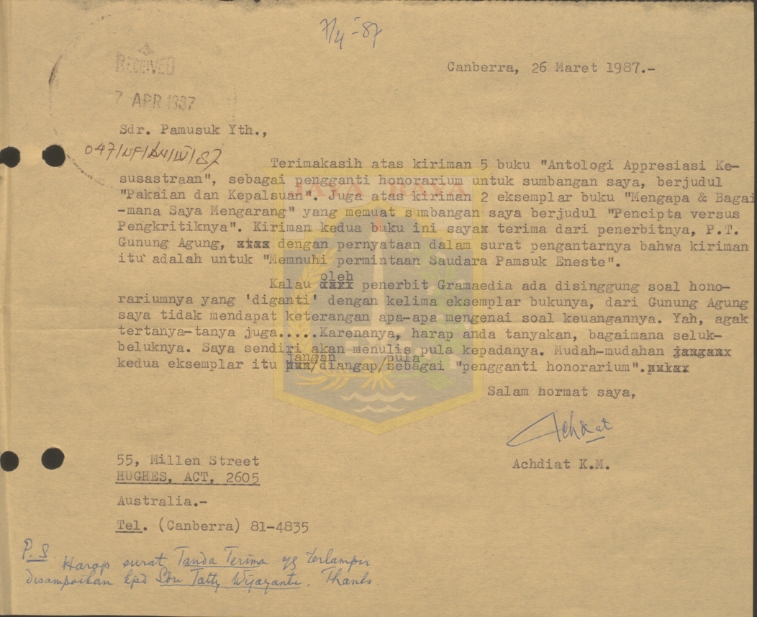 7/4-'87
RECEIVED
7 APR 1987
Canberra, 26 Maret 1987.-
Sdr. Pamusuk Yth.,
Terimakasih atas kiriman 5 buku "Antologi Appresiasi Ke-
susastraan", sebagai pengganti honorarium untuk sumbangan saya, berjudul
"Pakaian dan Kepalsuan". Juga atas kiriman 2 eksemplar buku "Mengapa & Bagai
-mana Saya Mengarang" yang memuat sumbangan saya berjudul "Pencipta versus
Pengkritiknya". Kiriman kedua buku ini sayax terima dari penerbitnya, P.T.
Gunung Agung, dengan pernyataan dalam surat pengantarnya bahwa kiriman
itu adalah untuk "Memnuhi permintaan Saudara Pamsuk Eneste".
oleh
Kalau penerbit Gramaedia ada disinggung soal hono-
rariumnya yang 'diganti' dengan kelima eksemplar bukunya, dari Gunung Agung
saya tidak mendapat keterangan apa-apa mengenai soal keuangannya. Yah, agak
tertanya-tanya juga.....Karenanya, harap anda tanyakan, bagaimana seluk-
beluknya. Saya sendiri akan menulis pula kepadanya. Mudah-mudahan
jangan pula
kedua eksemplar itu /diangap/sebagai "pengganti honorarium".
Salam hormat saya,
Achdiat
Achdiat K.M.
55, Millen Street
HUGHES, ACT, 2605
Australia.-
Tel. (Canberra) 81-4835
P.S. Harap surat Tanda Terima yg terlampir
disampaikan kpd Sdri Tatty Wijayanti. Thanks
JAYA RAYA